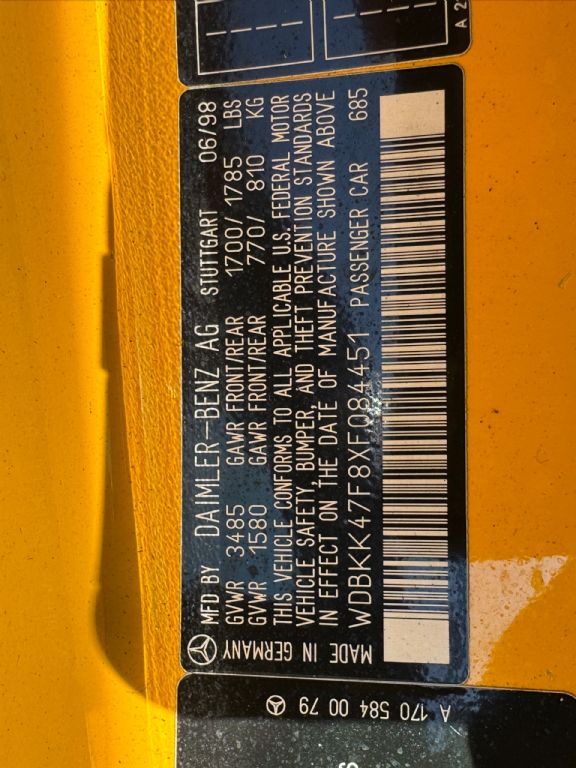 A 2
MFD BY DAIMLER-BENZ AG STUTTGART 06/98
GVWR 3485 GAWR FRONT/REAR 1700/ 1785 LBS
GVWR 1580 GAWR FRONT/REAR 770/ 810 KG
THIS VEHICLE CONFORMS TO ALL APPLICABLE U.S. FEDERAL MOTOR
VEHICLE SAFETY, BUMPER, AND THEFT PREVENTION STANDARDS
IN EFFECT ON THE DATE OF MANUFACTURE SHOWN ABOVE
WDBKK47F8XF084451 PASSENGER CAR 685
MADE IN GERMANY
A 170 584 00 79